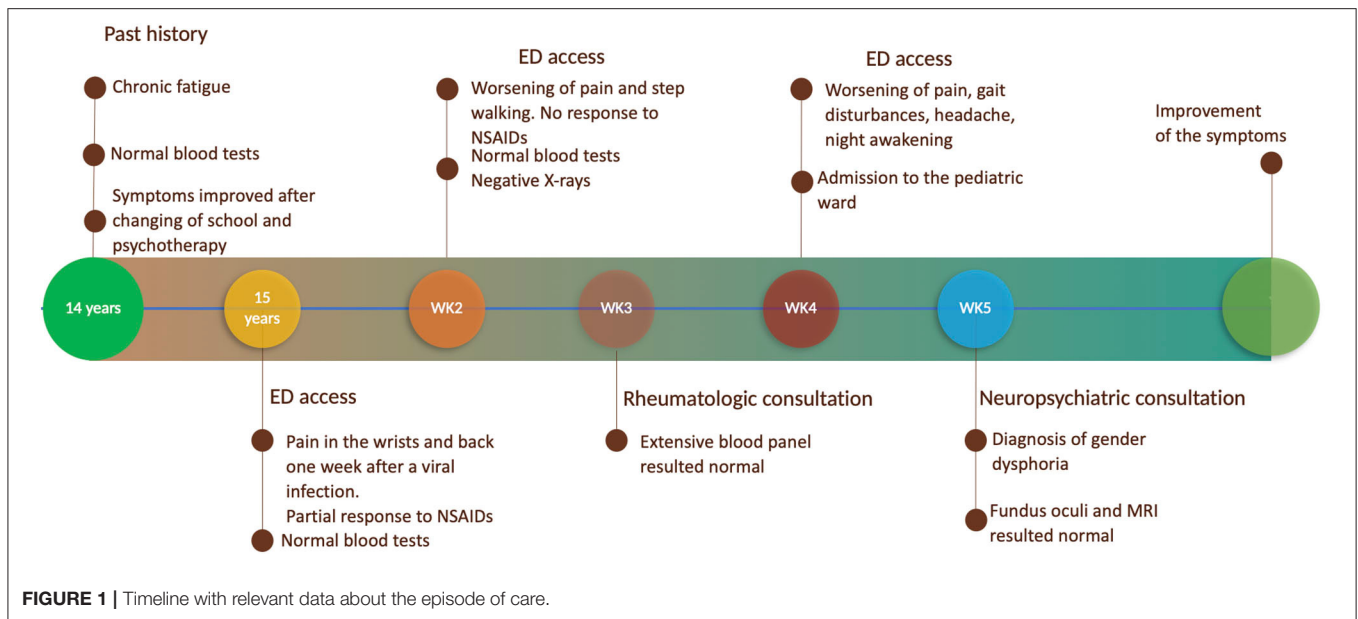 Past history
Chronic fatigue
Normal blood tests
Symptoms improved after
changing of school and
psychotherapy
ED access
Worsening of pain and step
walking. No response to
NSAIDs
Normal blood tests
Negative X-rays
ED access
Worsening of pain, gait
disturbances, headache,
night awakening
Admission to the pediatric
ward
Improvement
of the symptoms
14 years
15
years
WK2
WK3
WK4
WK5
ED access
Pain in the wrists and back
one week after a viral
infection.
Partial response to NSAIDs
Normal blood tests
Rheumatologic consultation
Extensive blood panel
resulted normal
Neuropsychiatric consultation
Diagnosis of gender
dysphoria
Fundus oculi and MRI
resulted normal
FIGURE 1 | Timeline with relevant data about the episode of care.